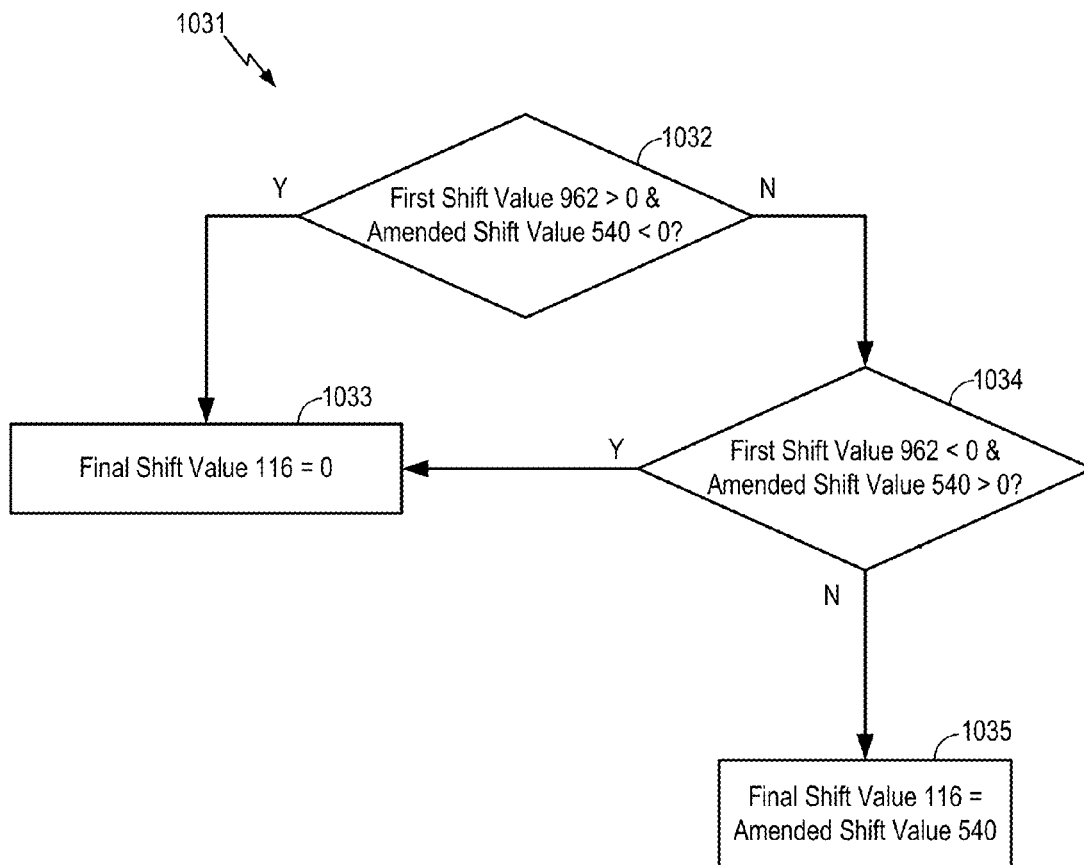 1031
1032
Y
N
First Shift Value 962 > 0 &
Amended Shift Value 540 < 0?
1033
1034
Final Shift Value 116 = 0
Y
First Shift Value 962 < 0 &
Amended Shift Value 540 > 0?
N
1035
Final Shift Value 116 =
Amended Shift Value 540